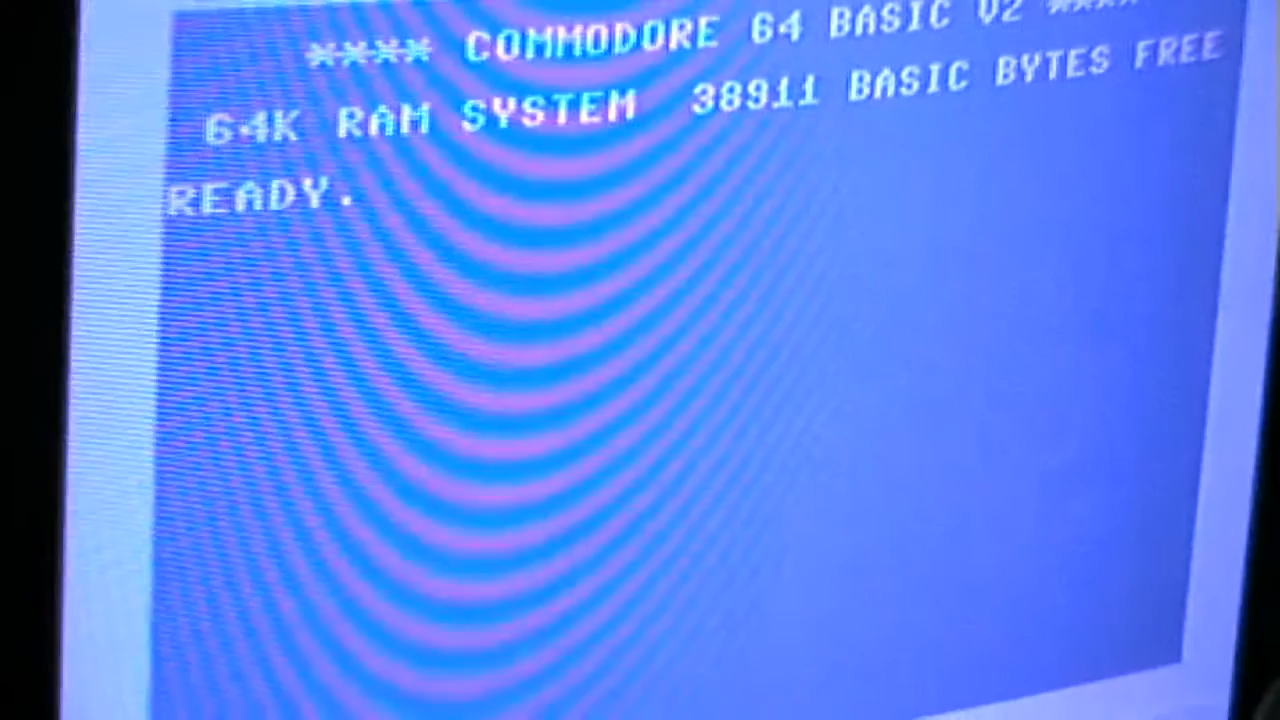 **** COMMODORE 64 BASIC V2 ****
64K RAM SYSTEM 38911 BASIC BYTES FREE
READY.